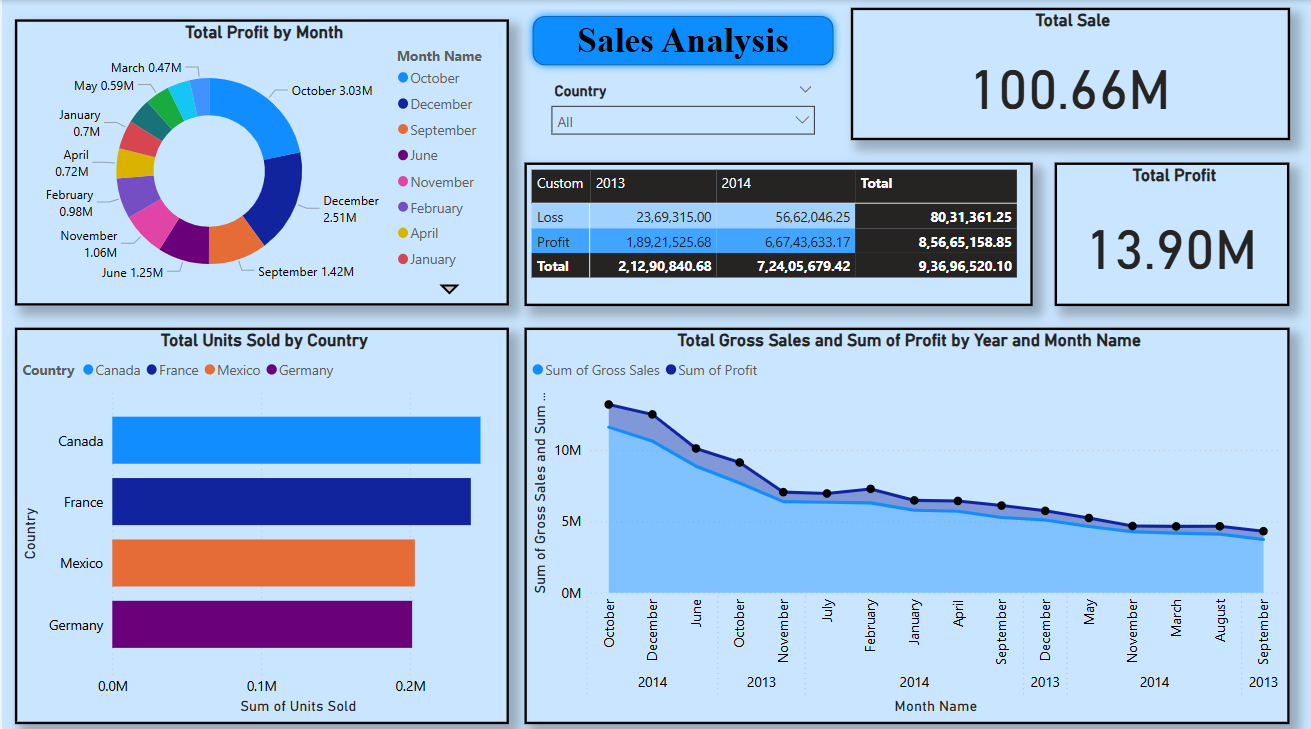 Total Profit by Month
March 0.47M
May 0.59M
January
0.7M
April
0.72M
February
0.98M
November
1.06M
June 1.25M
September 1.42M
December
2.51M
October 3.03M
Month Name
October
December
September
June
November
February
April
January
Sales Analysis
Country
All
Total Sale
100.66M
Custom 2013 2014 Total
Loss 23,69,315.00 56,62,046.25 80,31,361.25
Profit 1,89,21,525.68 6,67,43,633.17 8,56,65,158.85
Total 2,12,90,840.68 7,24,05,679.42 9,36,96,520.10
Total Profit
13.90M
Total Units Sold by Country
Country Canada France Mexico Germany
Country
Canada
France
Mexico
Germany
0.0M 0.1M 0.2M
Sum of Units Sold
Total Gross Sales and Sum of Profit by Year and Month Name
Sum of Gross Sales Sum of Profit
Sum of Gross Sales and Sum ...
10M
5M
0M
October December June October November July February January April September December May November March August September
2014 2013 2014 2013 2014 2013
Month Name